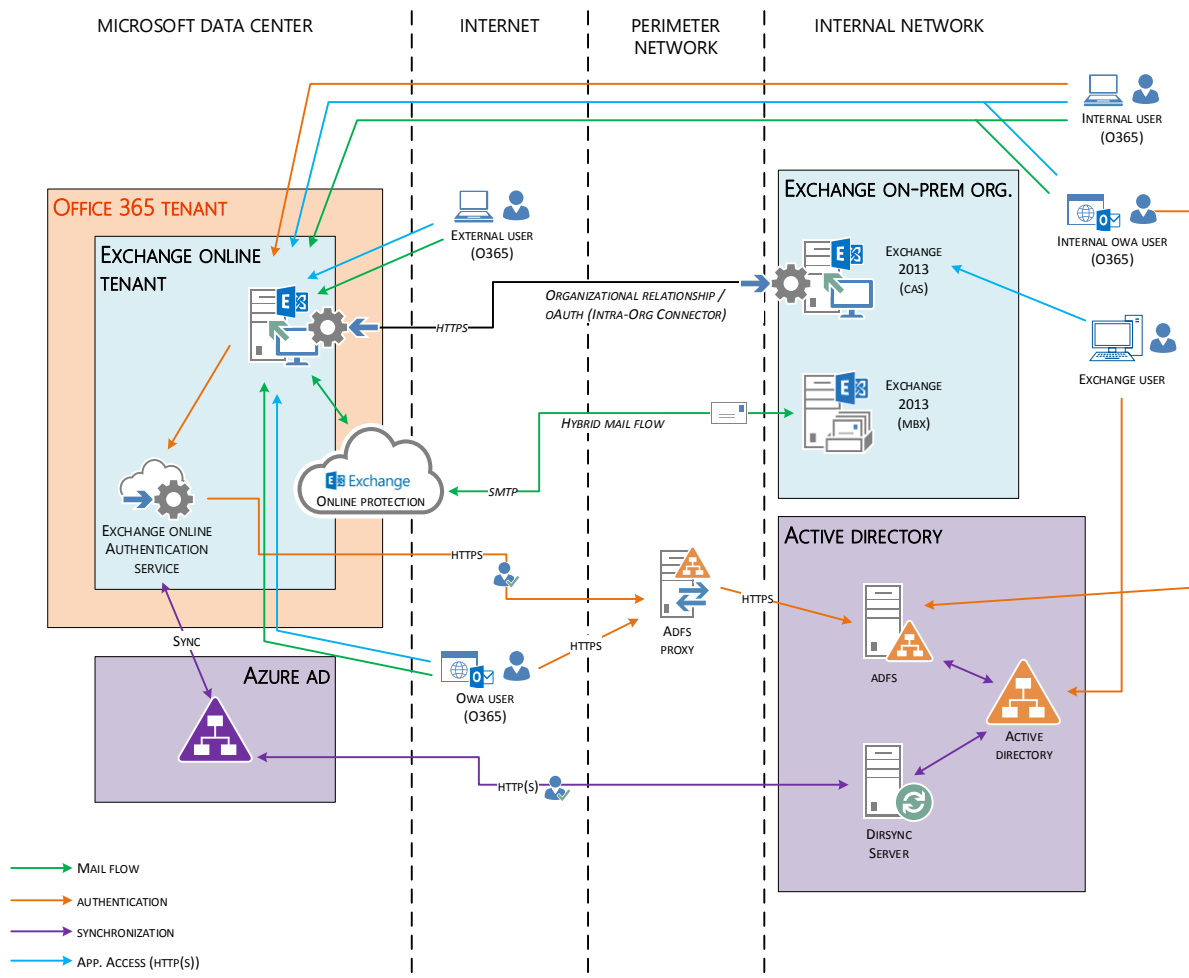 MICROSOFT DATA CENTER
INTERNET
PERIMETER
NETWORK
INTERNAL NETWORK
INTERNAL USER
(O365)
OFFICE 365 TENANT
EXCHANGE ONLINE
TENANT
EXTERNAL USER
(O365)
EXCHANGE ON-PREM ORG.
INTERNAL OWA USER
(O365)
EXCHANGE
2013
(CAS)
ORGANIZATIONAL RELATIONSHIP /
OAUTH (INTRA-ORG CONNECTOR)
HTTPS
EXCHANGE USER
EXCHANGE
2013
(MBX)
HYBRID MAIL FLOW
Exchange
ONLINE PROTECTION
SMTP
EXCHANGE ONLINE
AUTHENTICATION
SERVICE
ACTIVE DIRECTORY
HTTPS
HTTPS
ADFS
PROXY
SYNC
HTTPS
ADFS
AZURE AD
OWA USER
(O365)
ACTIVE
DIRECTORY
HTTP(S)
DIRSYNC
SERVER
MAIL FLOW
AUTHENTICATION
SYNCHRONIZATION
APP. ACCESS (HTTP(S))